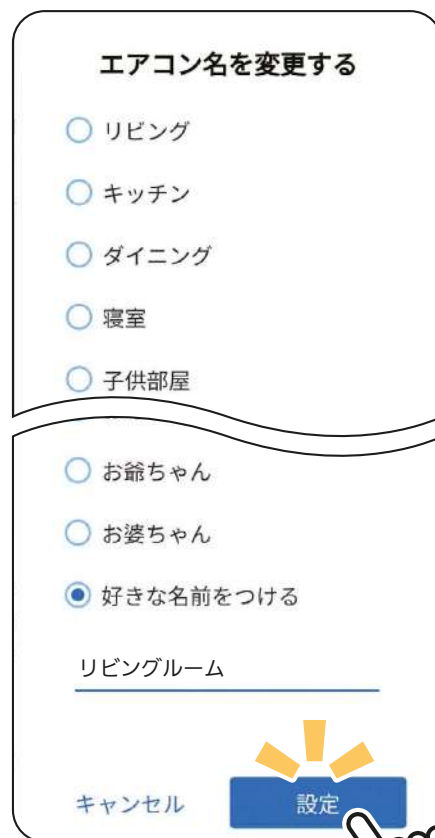 エアコン名を変更する
リビング
キッチン
ダイニング
寝室
子供部屋
お爺ちゃん
お婆ちゃん
好きな名前をつける
リビングルーム
キャンセル
設定